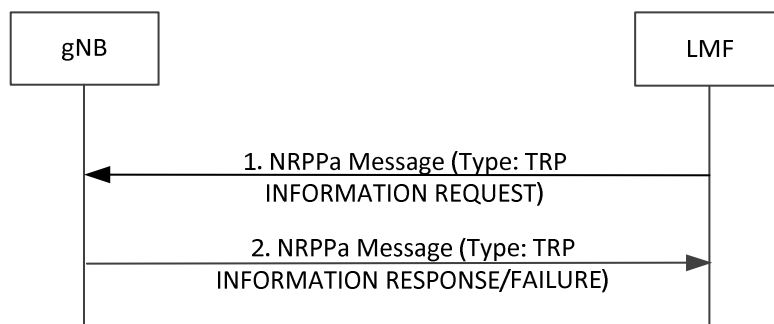 gNB
LMF
1. NRPPa Message (Type: TRP
INFORMATION REQUEST)
2. NRPPa Message (Type: TRP
INFORMATION RESPONSE/FAILURE)